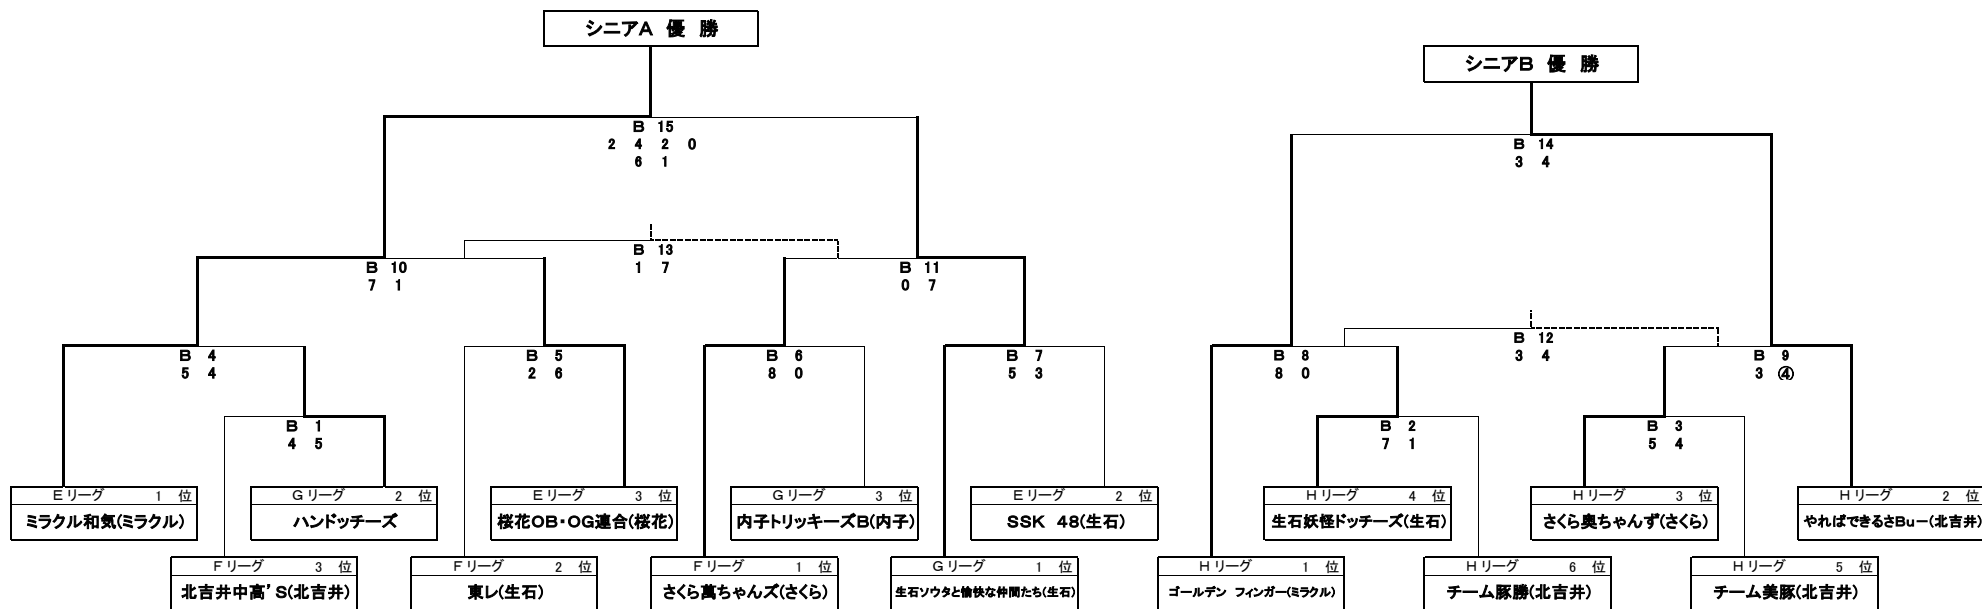 シニアA 優 勝
シニアB 優 勝
B 15
2 4 2 0
6 1
B 14
3 4
B 13
1 7
B 10
7 1
B 11
0 7
B 12
3 4
B 4
5 4
B 5
2 6
B 6
8 0
B 7
5 3
B 8
8 0
B 9
3 ④
B 1
4 5
B 2
7 1
B 3
5 4
Eリーグ 1 位
ミラクル和気(ミラクル)
Gリーグ 2 位
ハンドッチーズ
Eリーグ 3 位
桜花OB・OG連合(桜花)
Gリーグ 3 位
内子トリッキーズB(内子)
Eリーグ 2 位
SSK 48(生石)
Hリーグ 4 位
生石妖怪ドッチーズ(生石)
Hリーグ 3 位
さくら奥ちゃんず(さくら)
Hリーグ 2 位
やればできるさBuー(北吉井)
Fリーグ 3 位
北吉井中高'S(北吉井)
Fリーグ 2 位
東レ(生石)
Fリーグ 1 位
さくら萬ちゃんズ(さくら)
Gリーグ 1 位
生石ソウタと愉快な仲間たち(生石)
Hリーグ 1 位
ゴールデン フィンガー(ミラクル)
Hリーグ 6 位
チーム豚勝(北吉井)
Hリーグ 5 位
チーム美豚(北吉井)